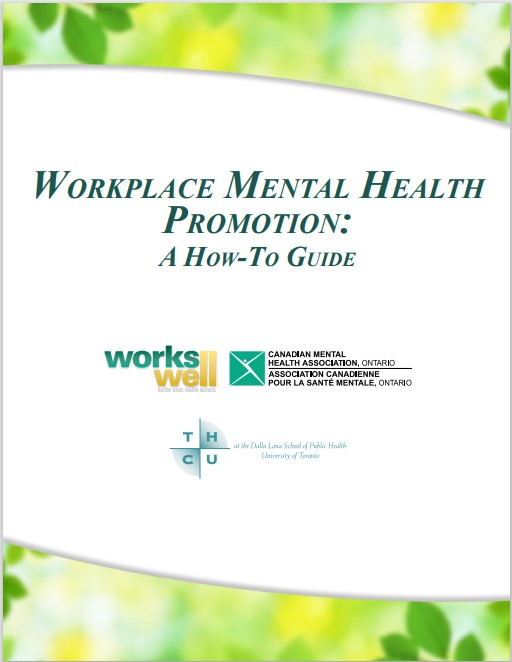 WORKPLACE MENTAL HEALTH
PROMOTION:
A HOW-TO GUIDE
works
well
CANADIAN MENTAL
HEALTH ASSOCIATION, ONTARIO
ASSOCIATION CANADIENNE
POUR LA SANTÉ MENTALE, ONTARIO
T H
C U
at the Dalla Lana School of Public Health
University of Toronto